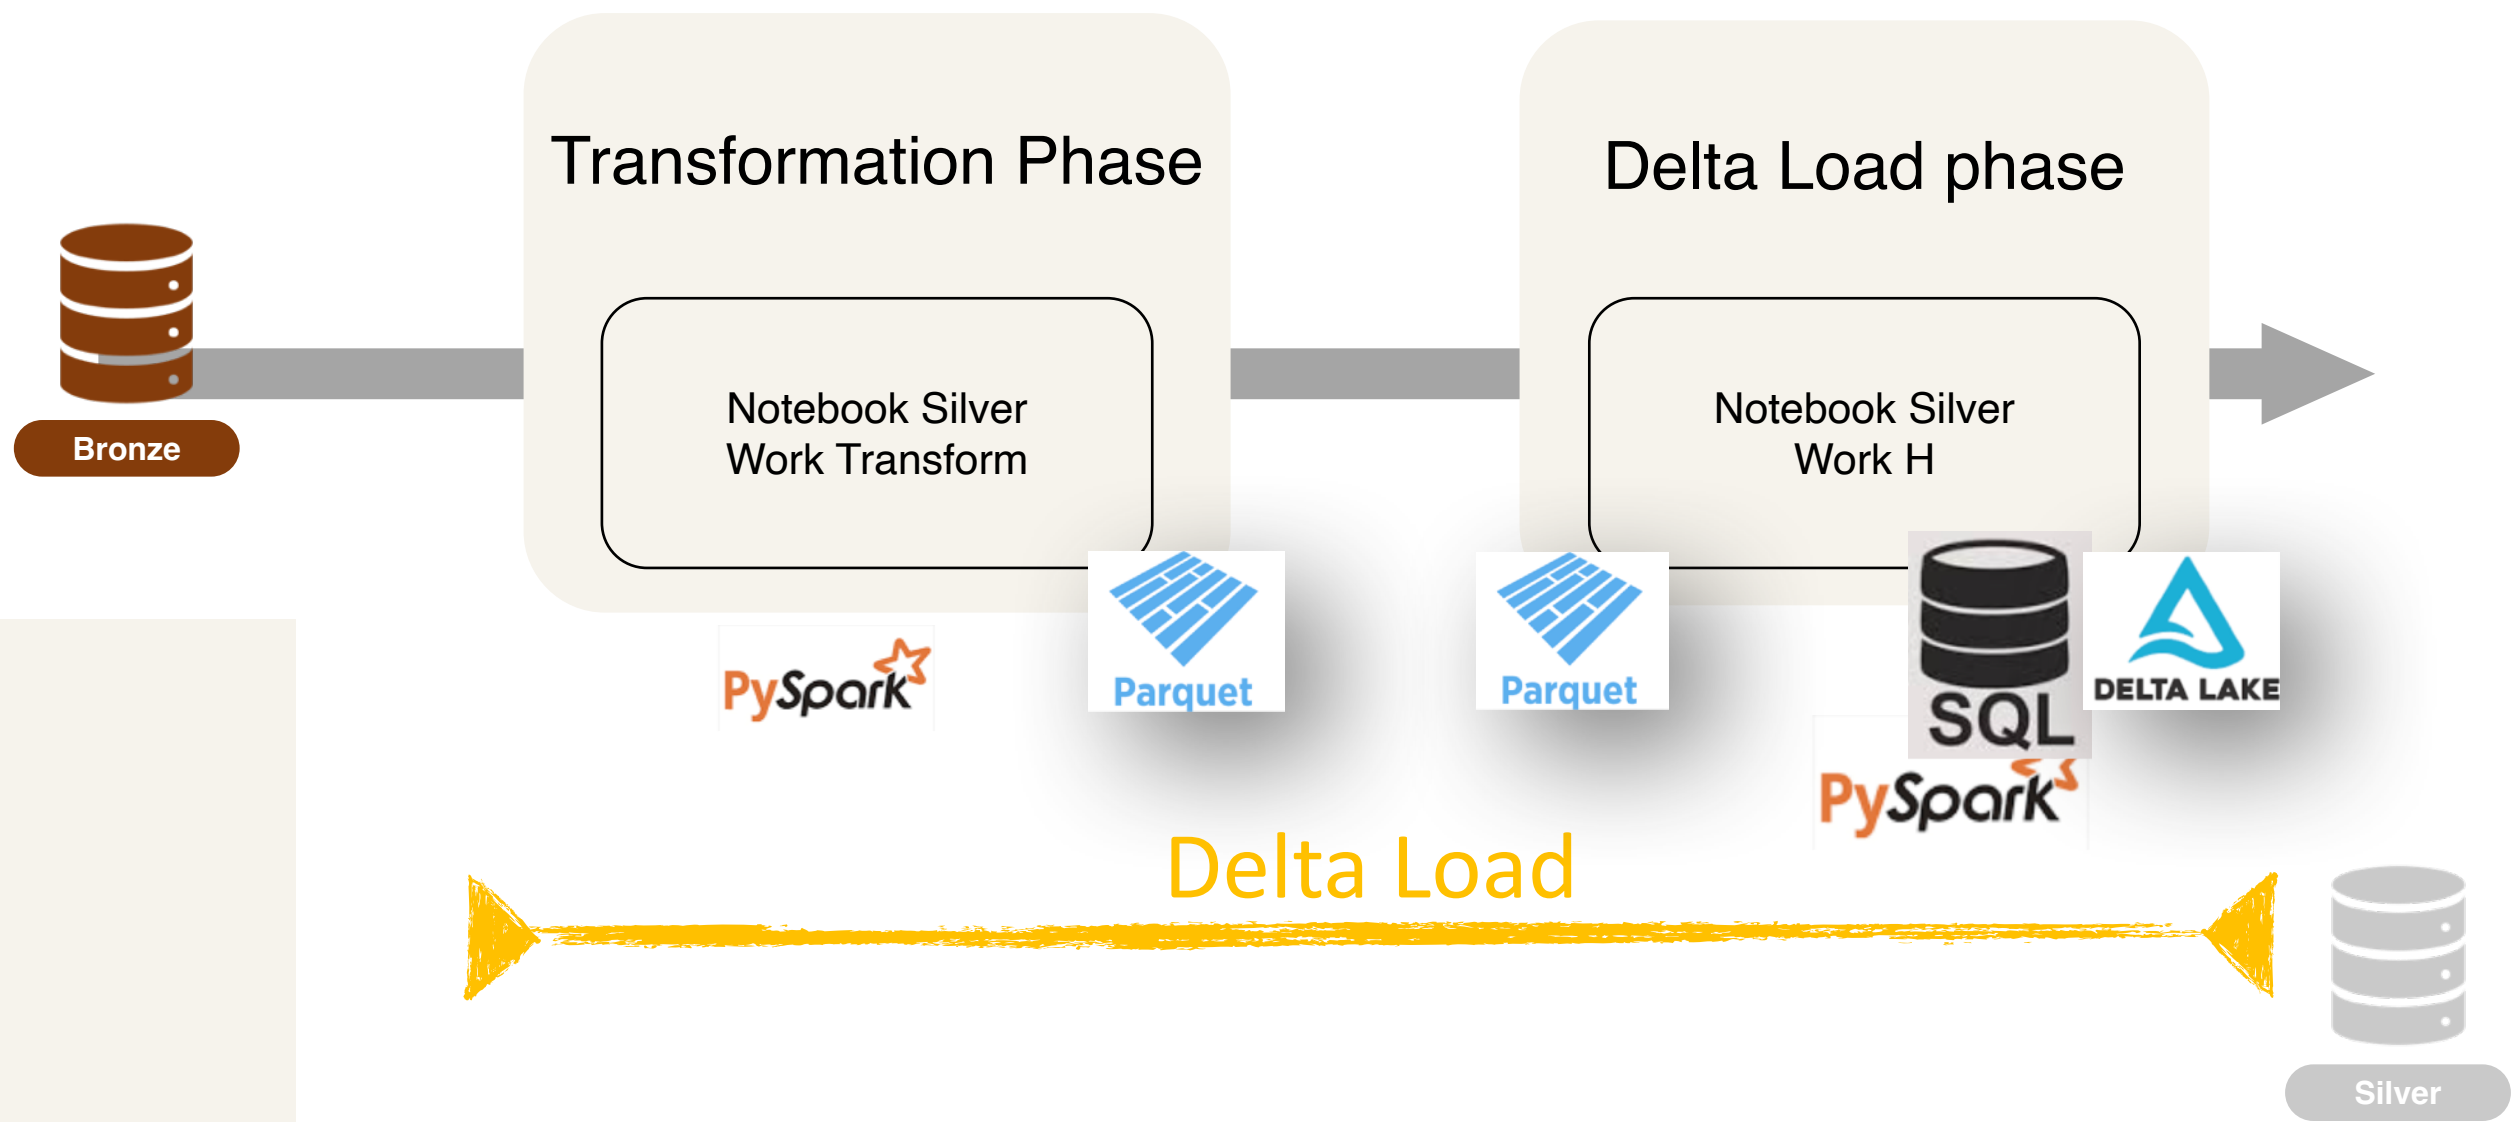 Transformation Phase
Delta Load phase
Notebook Silver
Work Transform
Notebook Silver
Work H
Bronze
PySpark
Parquet
Parquet
SQL
DELTA LAKE
PySpark
Delta Load
Silver